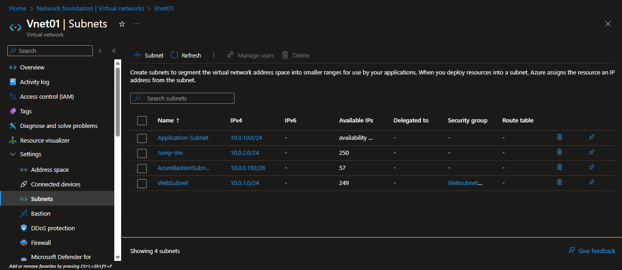 Home > Network foundation | Virtual networks > Vnet01
Vnet01 | Subnets
Virtual network
Search
Overview
Activity log
Access control (IAM)
Tags
Diagnose and solve problems
Resource visualizer
Settings
Address space
Connected devices
Subnets
Bastion
DDoS protection
Firewall
Microsoft Defender for
Add or remove favorites by pressing Ctrl+Shift+F
Subnet Refresh Manage users Delete
Create subnets to segment the virtual network address space into smaller ranges for use by your applications. When you deploy resources into a subnet, Azure assigns the resource an IP
address from the subnet.
Search subnets
Name ↑ IPv4 IPv6 Available IPs Delegated to Security group Route table
Application-Subnet 10.0.10.0/24 - availability ... - - -
Jump-Vm 10.0.2.0/24 - 250 - - -
AzureBastionSubn... 10.0.0.192/26 - 57 - - -
WebSubnet 10.0.1.0/24 - 249 - Websubnet... -
Showing 4 subnets
Give feedback